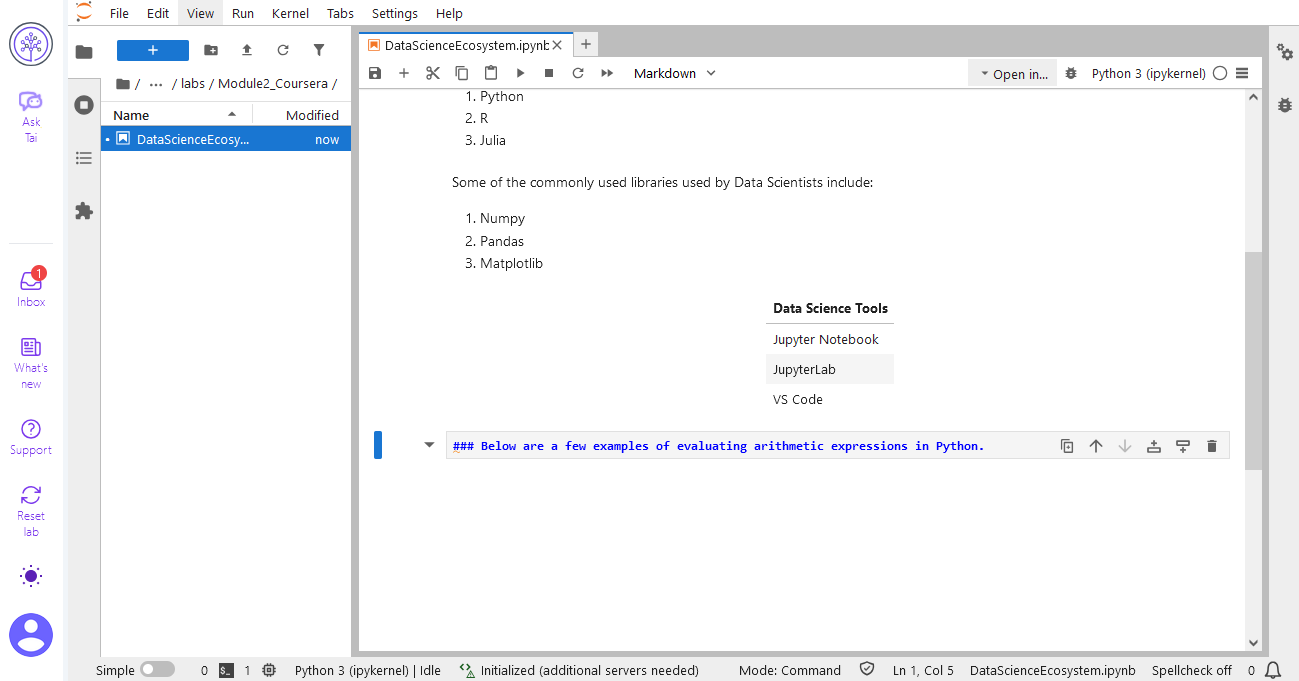 File Edit View Run Kernel Tabs Settings Help
Ask
Tai
Inbox
1
What's
new
Support
Reset
lab
+
/ ··· / labs / Module2_Coursera /
Name Modified
DataScienceEcosy... now
DataScienceEcosystem.ipynb
Markdown
Open in...
Python 3 (ipykernel)
1. Python
2. R
3. Julia
Some of the commonly used libraries used by Data Scientists include:
1. Numpy
2. Pandas
3. Matplotlib
Data Science Tools
Jupyter Notebook
JupyterLab
VS Code
### Below are a few examples of evaluating arithmetic expressions in Python.
Simple 0 $_ 1 Python 3 (ipykernel) | Idle Initialized (additional servers needed) Mode: Command Ln 1, Col 5 DataScienceEcosystem.ipynb Spellcheck off 0